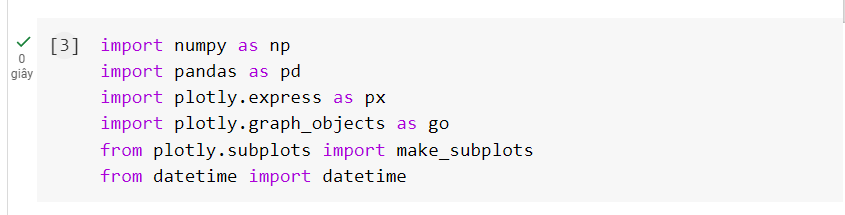 [3] import numpy as np
0 import pandas as pd
giây import plotly.express as px
import plotly.graph_objects as go
from plotly.subplots import make_subplots
from datetime import datetime